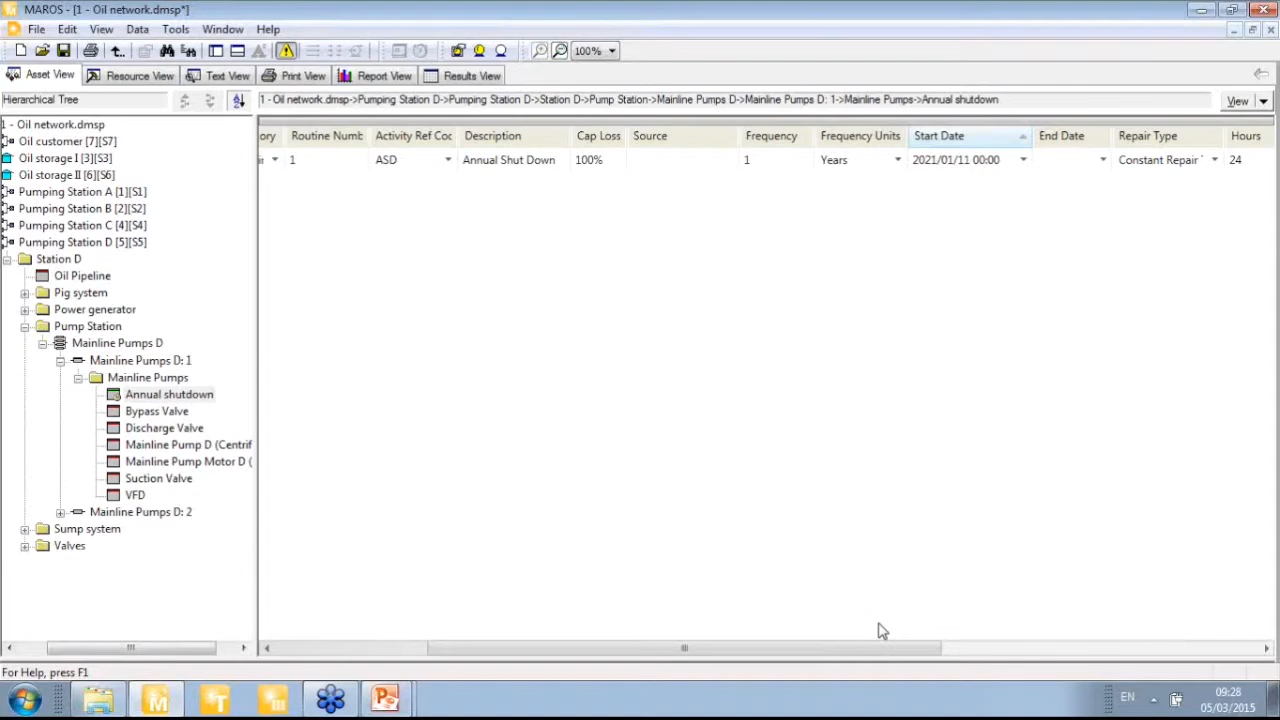 MAROS - [1 - Oil network.dmsp*]
File Edit View Data Tools Window Help
100%
Asset View Resource View Text View Print View Report View Results View
Hierarchical Tree
1 - Oil network.dmsp->Pumping Station D->Pumping Station D->Station D->Pump Station->Mainline Pumps D->Mainline Pumps D: 1->Mainline Pumps->Annual shutdown
View
1 - Oil network.dmsp
Oil customer [7][S7]
Oil storage I [3][S3]
Oil storage II [6][S6]
Pumping Station A [1][S1]
Pumping Station B [2][S2]
Pumping Station C [4][S4]
Pumping Station D [5][S5]
Station D
Oil Pipeline
Pig system
Power generator
Pump Station
Mainline Pumps D
Mainline Pumps D: 1
Mainline Pumps
Annual shutdown
Bypass Valve
Discharge Valve
Mainline Pump D (Centrif
Mainline Pump Motor D (
Suction Valve
VFD
Mainline Pumps D: 2
Sump system
Valves
ory Routine Numb Activity Ref Coc Description Cap Loss Source Frequency Frequency Units Start Date End Date Repair Type Hours
1 ASD Annual Shut Down 100% 1 Years 2021/01/11 00:00 Constant Repair 24
For Help, press F1
EN
09:28
05/03/2015